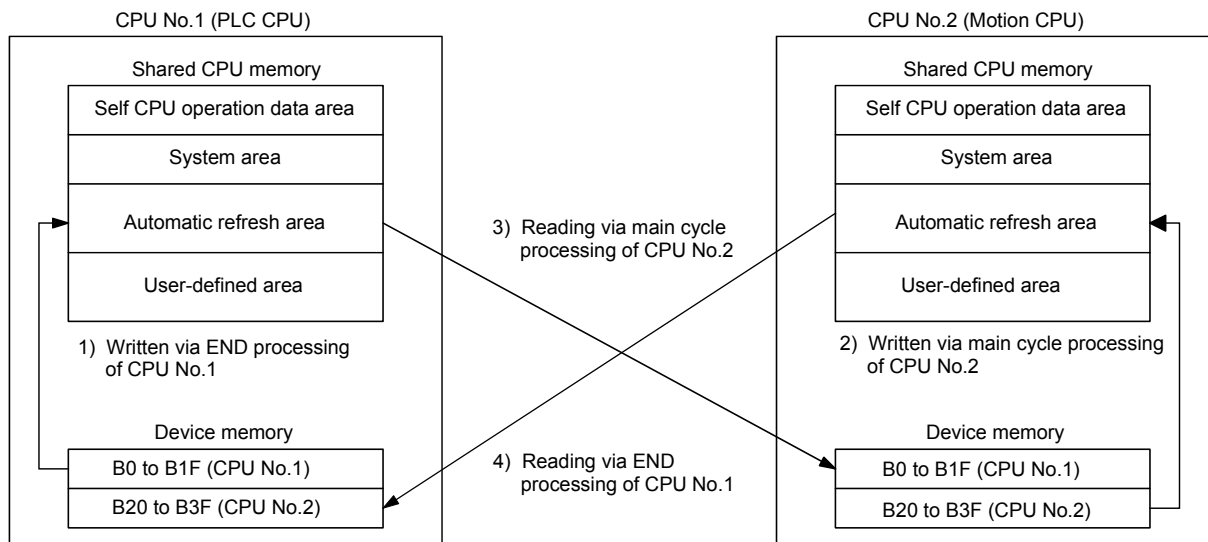 CPU No.1 (PLC CPU)
Shared CPU memory
Self CPU operation data area
System area
Automatic refresh area
User-defined area
1) Written via END processing
of CPU No.1
Device memory
B0 to B1F (CPU No.1)
B20 to B3F (CPU No.2)
3) Reading via main cycle
processing of CPU No.2
4) Reading via END
processing of CPU No.1
CPU No.2 (Motion CPU)
Shared CPU memory
Self CPU operation data area
System area
Automatic refresh area
User-defined area
2) Written via main cycle processing
of CPU No.2
Device memory
B0 to B1F (CPU No.1)
B20 to B3F (CPU No.2)